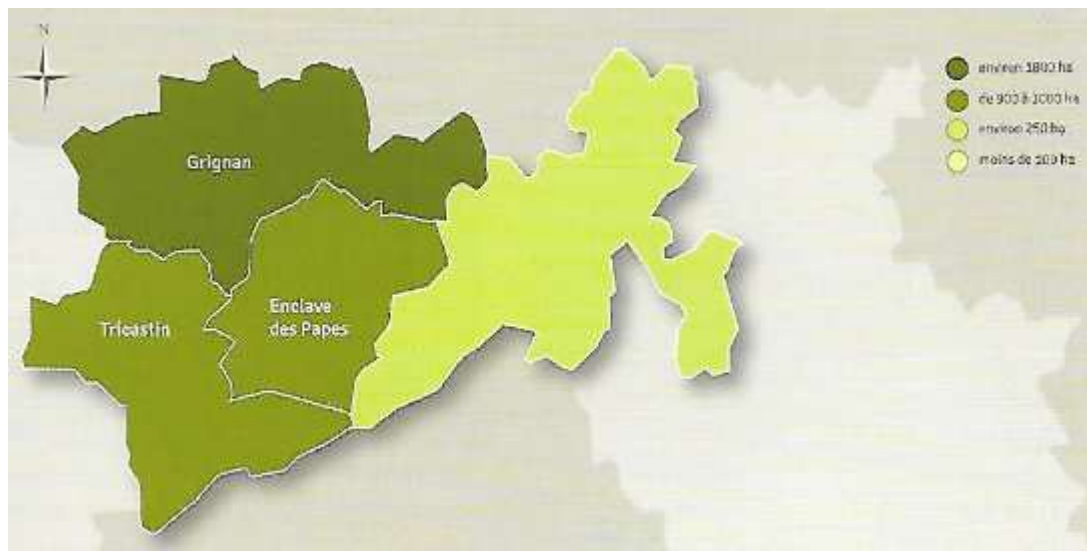 N
environ 1800 ha
de 900 à 1000 ha
environ 250 ha
moins de 100 ha
Grignan
Enclave
des Papes
Tricastin